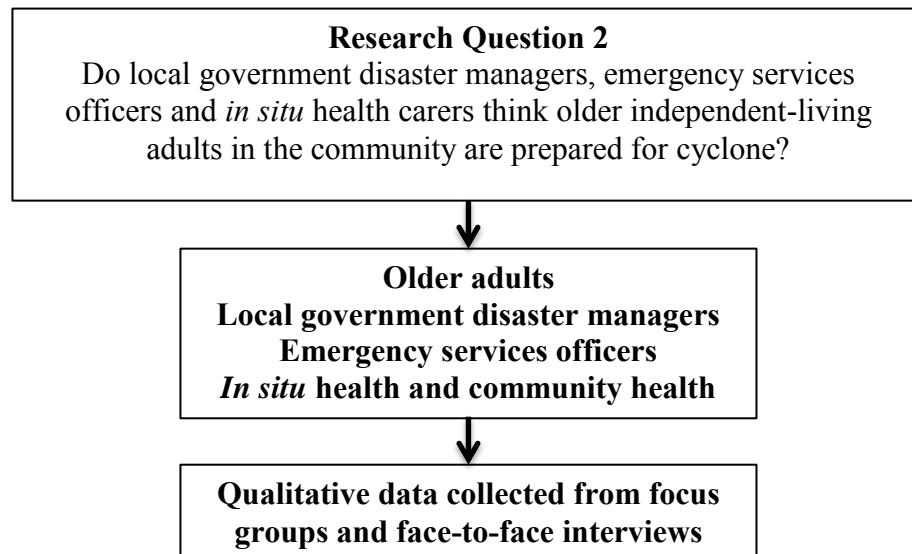 Research Question 2
Do local government disaster managers, emergency services
officers and in situ health carers think older independent-living
adults in the community are prepared for cyclone?
Older adults
Local government disaster managers
Emergency services officers
In situ health and community health
Qualitative data collected from focus
groups and face-to-face interviews